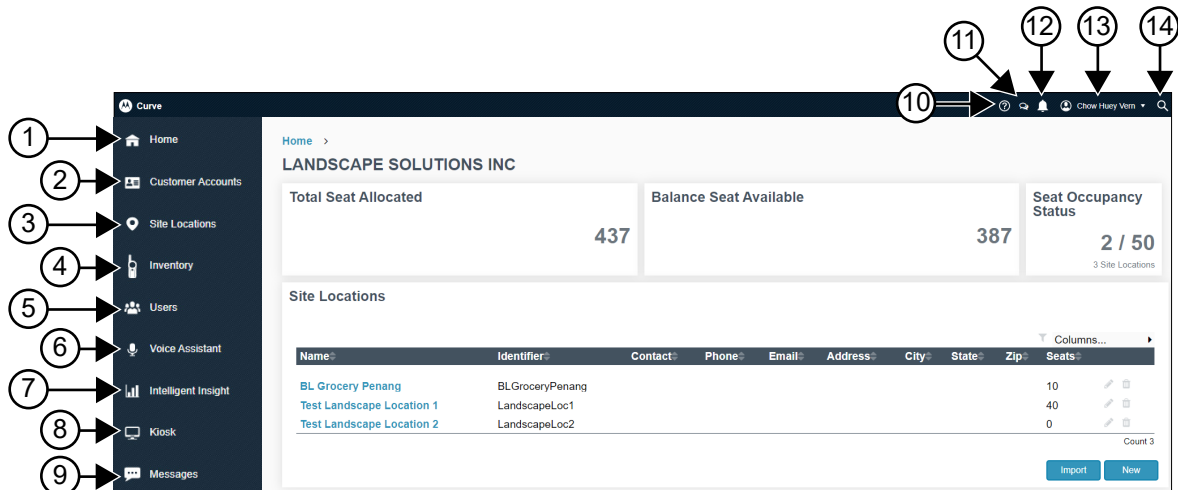 12 13 14
11
10
Curve
Chow Huey Vern
1 Home
2 Customer Accounts
3 Site Locations
4 Inventory
5 Users
6 Voice Assistant
7 Intelligent Insight
8 Kiosk
9 Messages
Home >
LANDSCAPE SOLUTIONS INC
Total Seat Allocated
437
Balance Seat Available
387
Seat Occupancy
Status
2 / 50
3 Site Locations
Site Locations
Columns...
Name Identifier Contact Phone Email Address City State Zip Seats
BL Grocery Penang BLGroceryPenang 10
Test Landscape Location 1 LandscapeLoc1 40
Test Landscape Location 2 LandscapeLoc2 0
Count 3
Import New